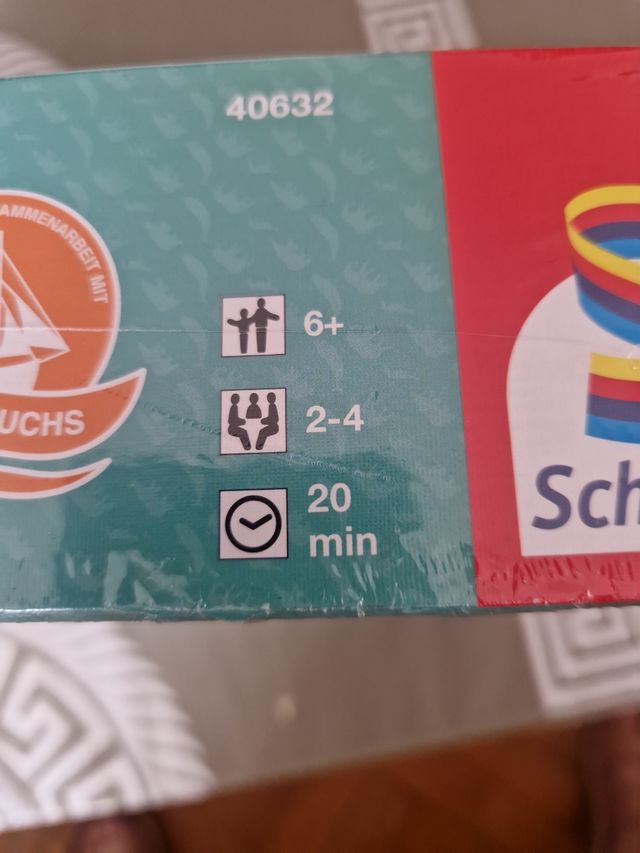 40632
AMMENARBEIT MIT
UCHS
6+
2-4
20
min
Sch